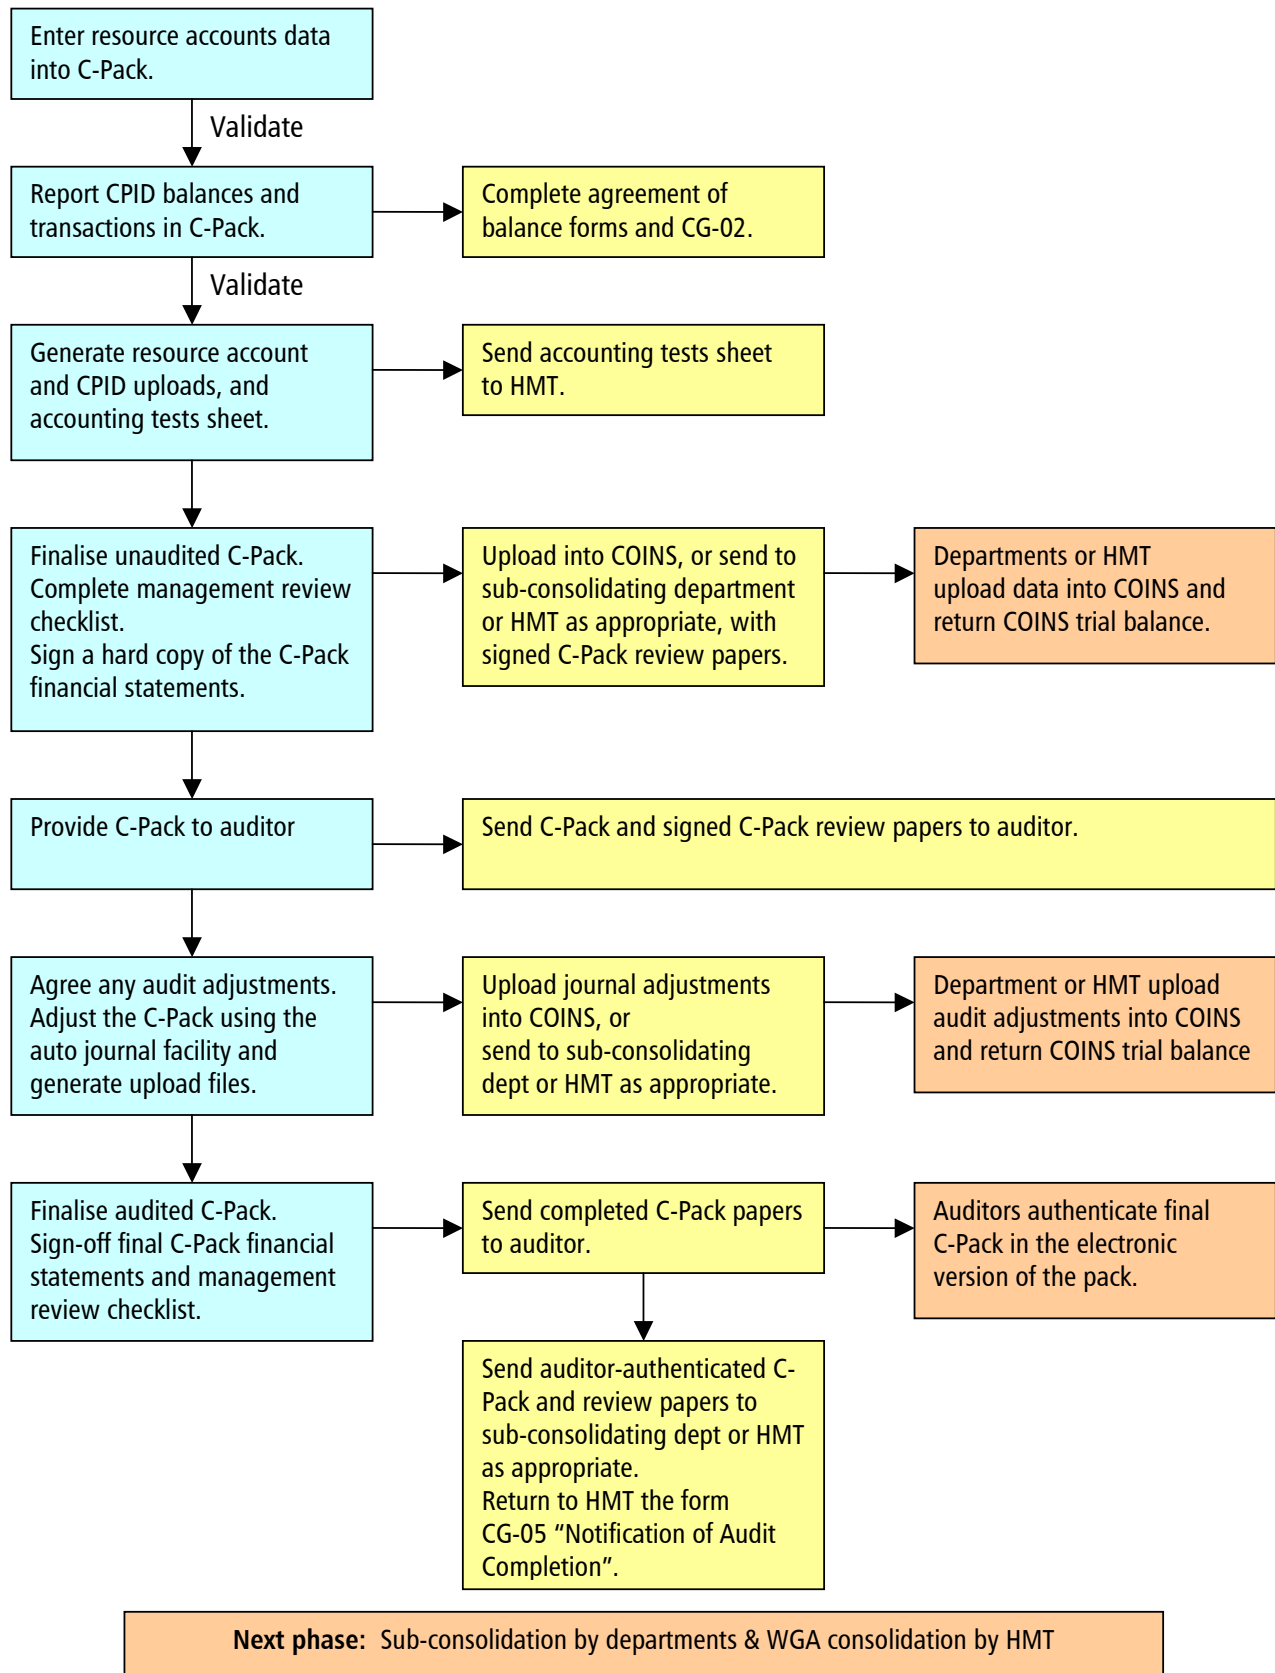 Enter resource accounts data
into C-Pack.
Validate
Report CPID balances and
transactions in C-Pack.
Complete agreement of
balance forms and CG-02.
Validate
Generate resource account
and CPID uploads, and
accounting tests sheet.
Send accounting tests sheet
to HMT.
Finalise unaudited C-Pack.
Complete management review
checklist.
Sign a hard copy of the C-Pack
financial statements.
Upload into COINS, or send to
sub-consolidating department
or HMT as appropriate, with
signed C-Pack review papers.
Departments or HMT
upload data into COINS and
return COINS trial balance.
Provide C-Pack to auditor
Send C-Pack and signed C-Pack review papers to auditor.
Agree any audit adjustments.
Adjust the C-Pack using the
auto journal facility and
generate upload files.
Upload journal adjustments
into COINS, or
send to sub-consolidating
dept or HMT as appropriate.
Department or HMT upload
audit adjustments into COINS
and return COINS trial balance
Finalise audited C-Pack.
Sign-off final C-Pack financial
statements and management
review checklist.
Send completed C-Pack papers
to auditor.
Auditors authenticate final
C-Pack in the electronic
version of the pack.
Send auditor-authenticated C-
Pack and review papers to
sub-consolidating dept or HMT
as appropriate.
Return to HMT the form
CG-05 “Notification of Audit
Completion”.
Next phase: Sub-consolidation by departments & WGA consolidation by HMT